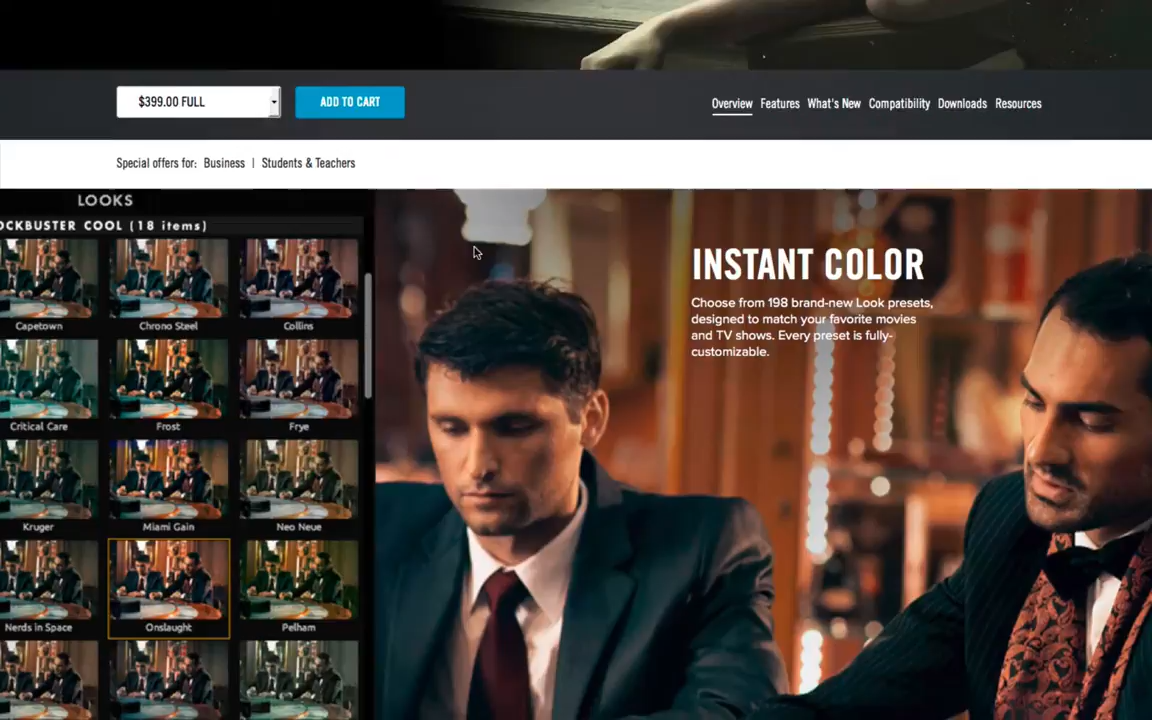 $399.00 FULL
ADD TO CART
Overview Features What's New Compatibility Downloads Resources
Special offers for: Business | Students & Teachers
LOOKS
OCKBUSTER COOL (18 items)
Capetown Chrono Steel Collins
Critical Care Frost Frye
Kruger Miami Gain Neo Neue
Nerds in Space Onslaught Pelham
INSTANT COLOR
Choose from 198 brand-new Look presets,
designed to match your favorite movies
and TV shows. Every preset is fully-
customizable.